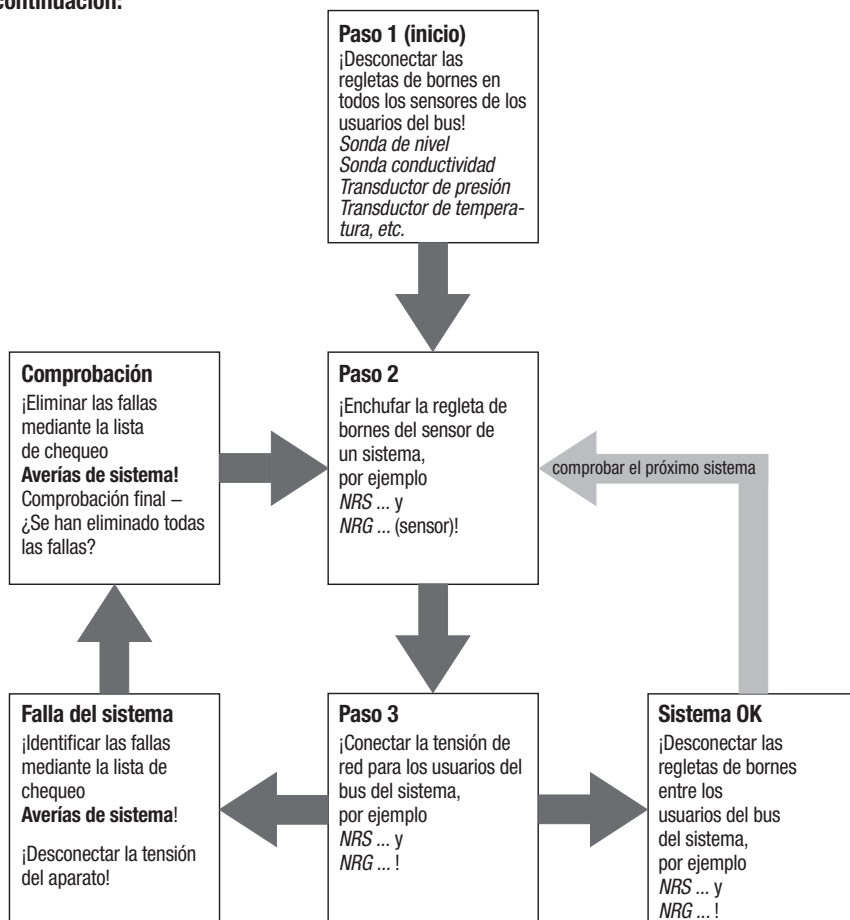 continuación:
Paso 1 (inicio)
¡Desconectar las
regletas de bornes en
todos los sensores de los
usuarios del bus!
Sonda de nivel
Sonda conductividad
Transductor de presión
Transductor de tempera-
tura, etc.
Comprobación
¡Eliminar las fallas
mediante la lista
de chequeo
Averías de sistema!
Comprobación final –
¿Se han eliminado todas
las fallas?
Paso 2
¡Enchufar la regleta de
bornes del sensor de
un sistema,
por ejemplo
NRS ... y
NRG ... (sensor)!
comprobar el próximo sistema
Falla del sistema
¡Identificar las fallas
mediante la lista de
chequeo
Averías de sistema!
¡Desconectar la tensión
del aparato!
Paso 3
¡Conectar la tensión de
red para los usuarios del
bus del sistema,
por ejemplo
NRS ... y
NRG ... !
Sistema OK
¡Desconectar las
regletas de bornes
entre los
usuarios del bus
del sistema,
por ejemplo
NRS ... y
NRG ... !